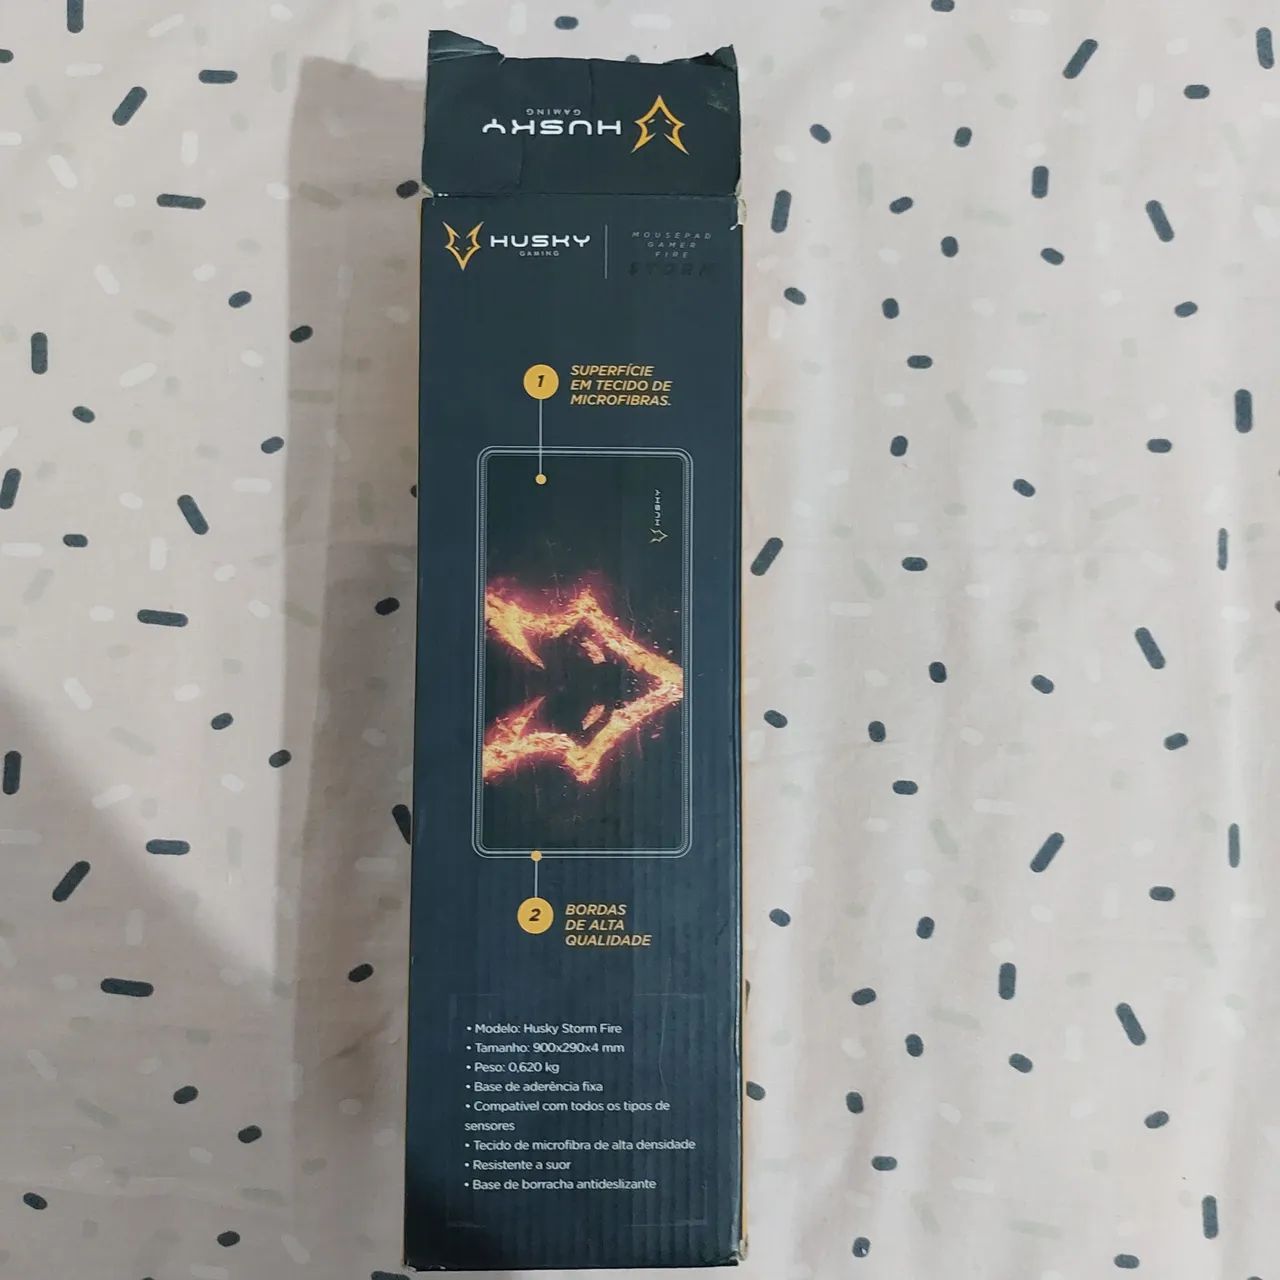 HUSKY
GAMING
HUSKY
GAMING
MOUSEPAD
GAMER
FIRE
STORM
1
SUPERFÍCIE
EM TECIDO DE
MICROFIBRAS.
HUSKY
2
BORDAS
DE ALTA
QUALIDADE
• Modelo: Husky Storm Fire
• Tamanho: 900x290x4 mm
• Peso: 0,620 kg
• Base de aderência fixa
• Compatível com todos os tipos de
sensores
• Tecido de microfibra de alta densidade
• Resistente a suor
• Base de borracha antideslizante